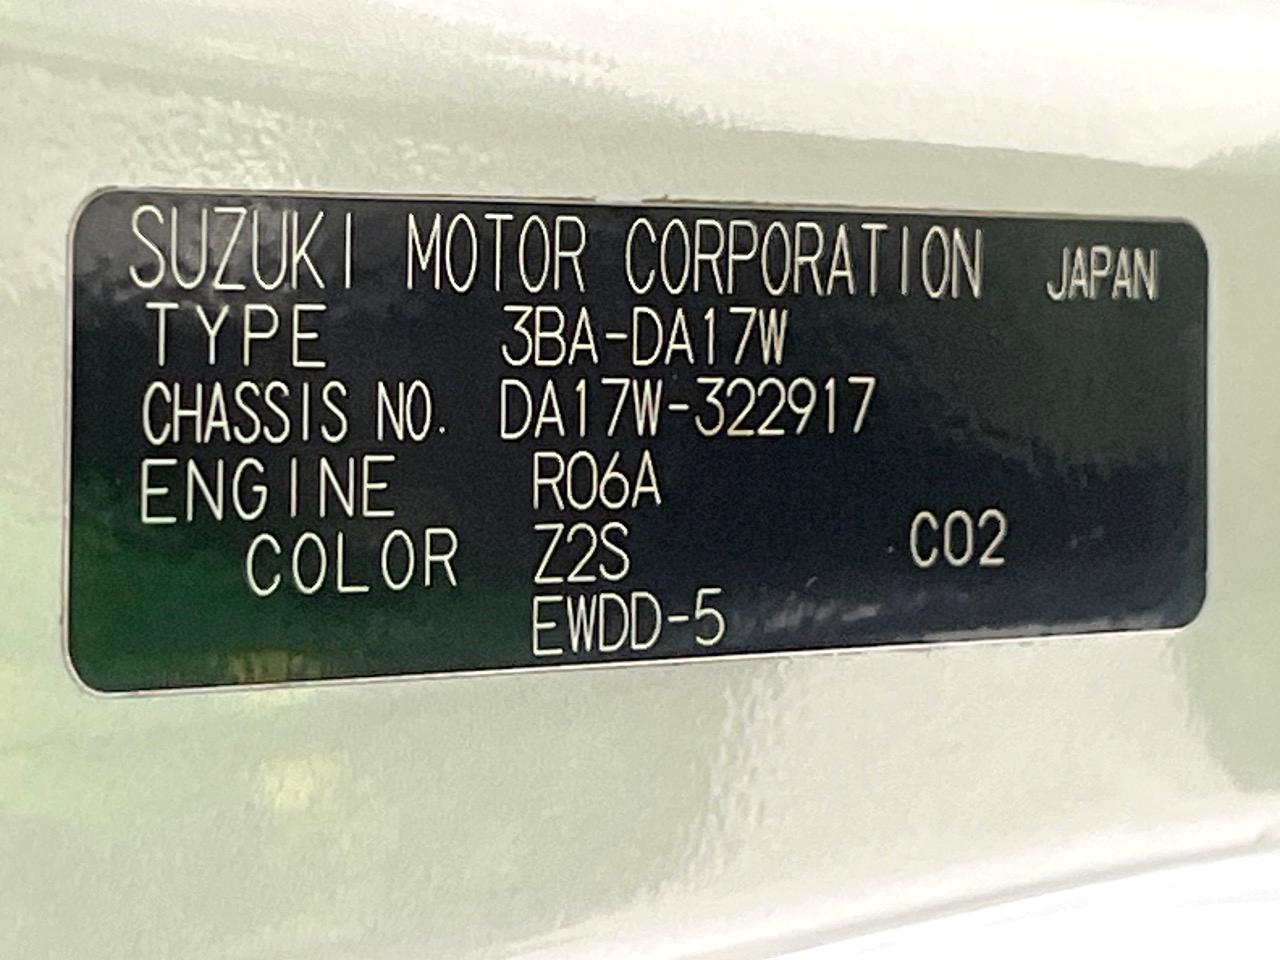 SUZUKI MOTOR CORPORATION JAPAN
TYPE 3BA-DA17W
CHASSIS NO. DA17W-322917
ENGINE R06A
COLOR Z2S C02
EWDD-5